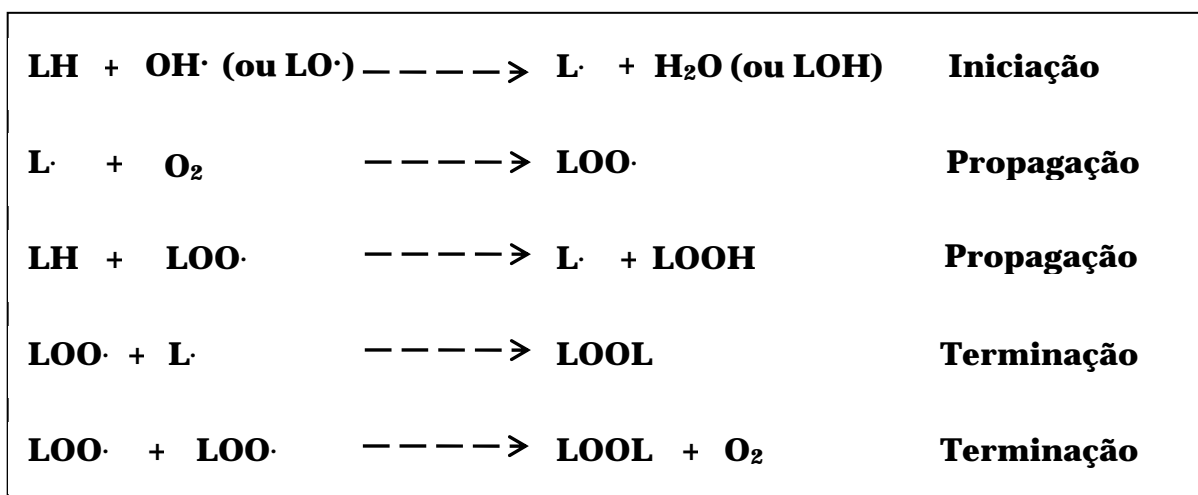 LH + OH· (ou LO·) ----> L· + H₂O (ou LOH) Iniciação
L· + O₂ ----> LOO· Propagação
LH + LOO· ----> L· + LOOH Propagação
LOO· + L· ----> LOOL Terminação
LOO· + LOO· ----> LOOL + O₂ Terminação